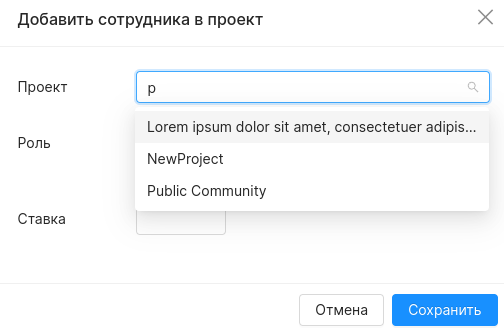 Добавить сотрудника в проект
Проект
p
Lorem ipsum dolor sit amet, consectetuer adipis...
Роль
NewProject
Public Community
Ставка
Отмена
Сохранить